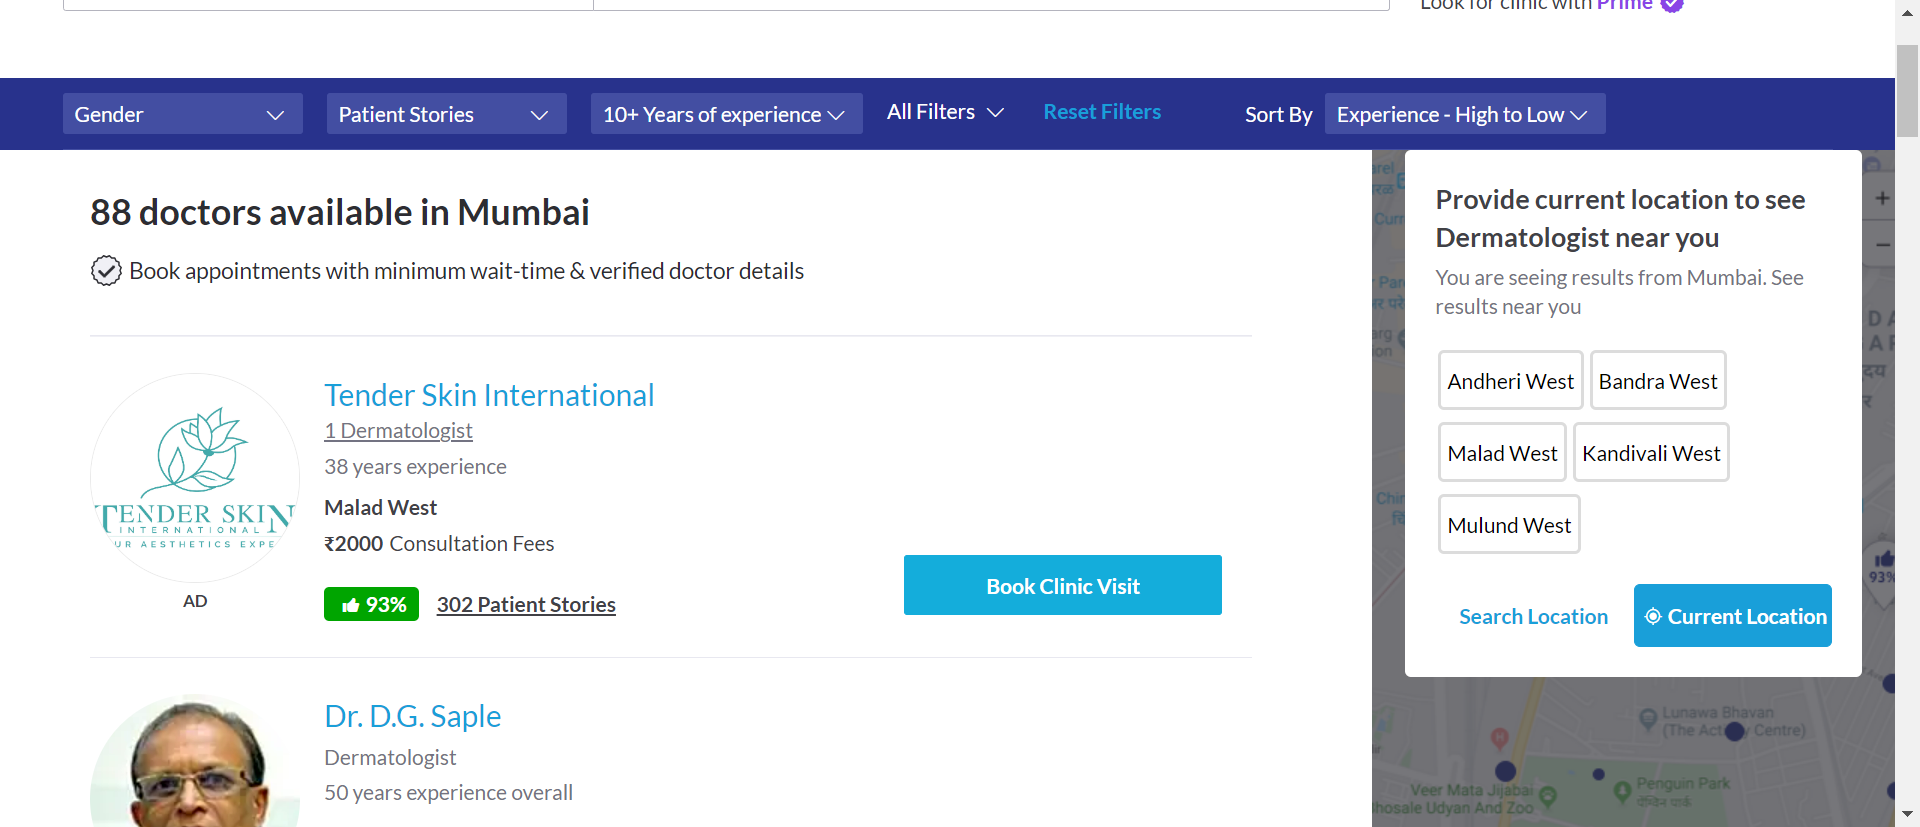 Look for clinic with Prime
Gender
Patient Stories
10+ Years of experience
All Filters
Reset Filters
Sort By
Experience - High to Low
88 doctors available in Mumbai
Book appointments with minimum wait-time & verified doctor details
TENDER SKIN
INTERNATIONAL
UR AESTHETICS EXPE
AD
Tender Skin International
1 Dermatologist
38 years experience
Malad West
₹2000 Consultation Fees
93% 302 Patient Stories
Book Clinic Visit
Dr. D.G. Saple
Dermatologist
50 years experience overall
Provide current location to see
Dermatologist near you
You are seeing results from Mumbai. See
results near you
Andheri West Bandra West
Malad West Kandivali West
Mulund West
Search Location
Current Location
93%
Lunawa Bhavan
Centre)
Penguin Park
पेंग्विन पार्क
Veer Mata Jijabai
Bhosale Udyan And Zoo